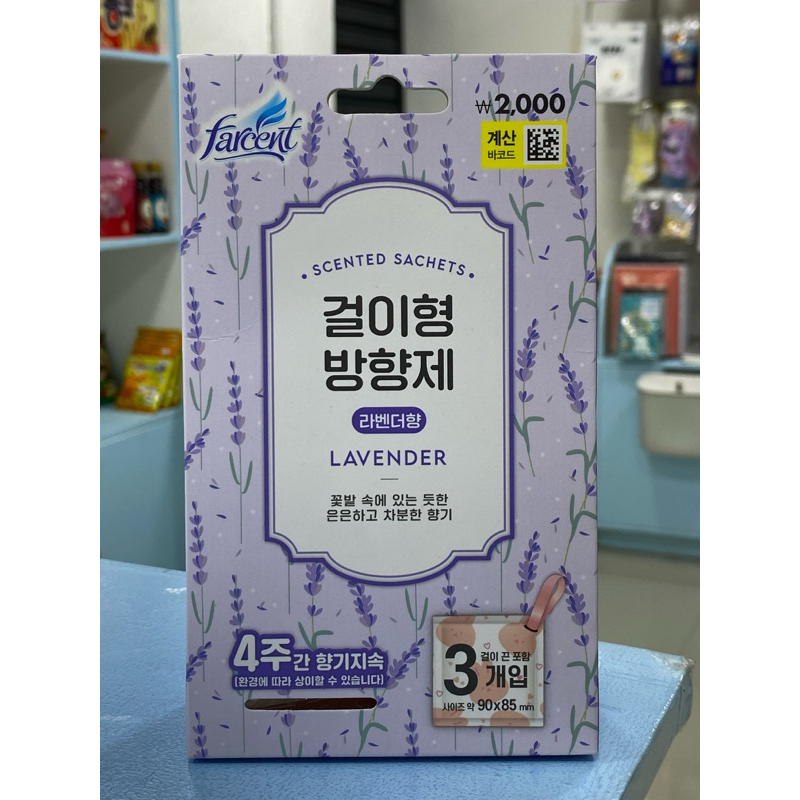 farcent
₩2,000
계산
바코드
SCENTED SACHETS
걸이형
방향제
라벤더향
LAVENDER
꽃밭 속에 있는 듯한
은은하고 차분한 향기
4주간 향기지속
(환경에 따라 상이할 수 있습니다)
걸이 끈 포함
3개입
사이즈 약 90x85 mm